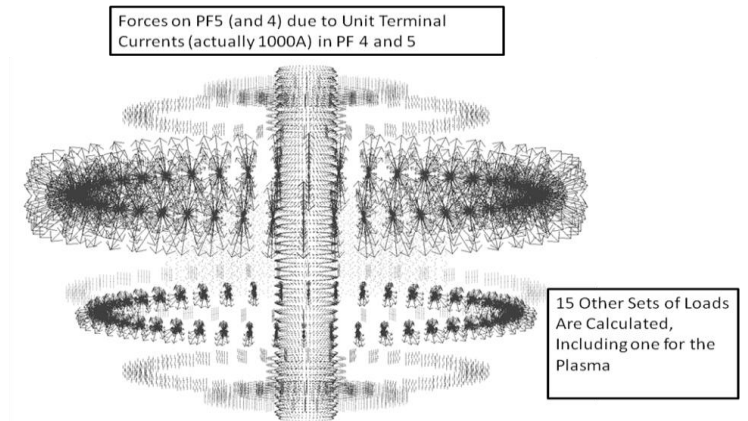 Forces on PF5 (and 4) due to Unit Terminal
Currents (actually 1000A) in PF 4 and 5
15 Other Sets of Loads
Are Calculated,
Including one for the
Plasma